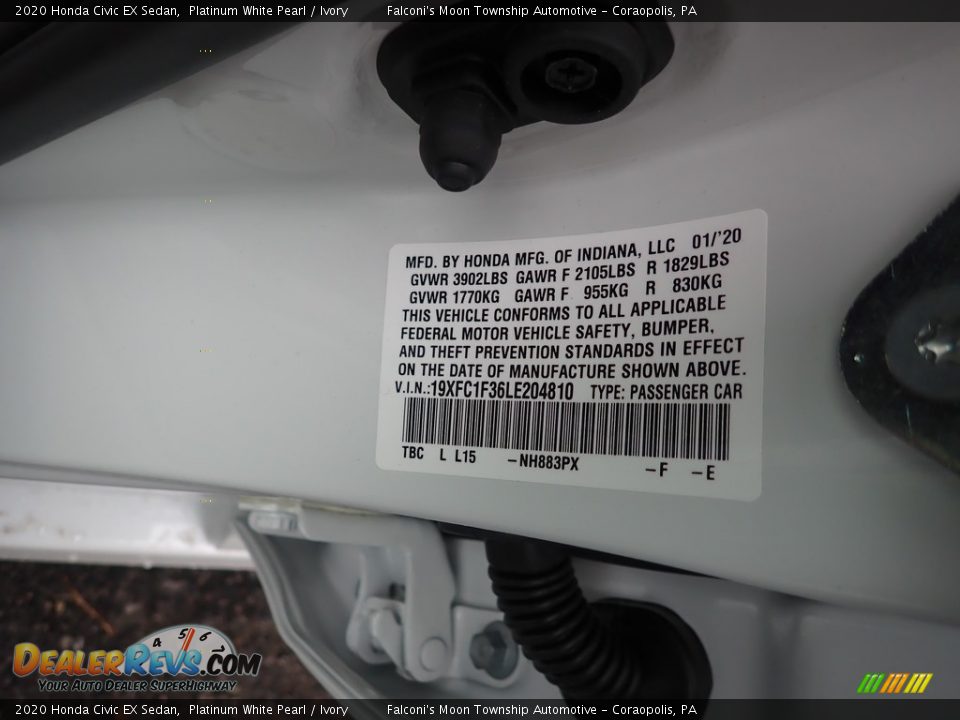 2020 Honda Civic EX Sedan, Platinum White Pearl / Ivory Falconi's Moon Township Automotive - Coraopolis, PA
MFD. BY HONDA MFG. OF INDIANA, LLC 01/'20
GVWR 3902LBS GAWR F 2105LBS R 1829LBS
GVWR 1770KG GAWR F 955KG R 830KG
THIS VEHICLE CONFORMS TO ALL APPLICABLE
FEDERAL MOTOR VEHICLE SAFETY, BUMPER,
AND THEFT PREVENTION STANDARDS IN EFFECT
ON THE DATE OF MANUFACTURE SHOWN ABOVE.
V.I.N.:19XFC1F36LE204810 TYPE: PASSENGER CAR
TBC L L15 -NH883PX -F -E
4 5 6
DEALERREVS.COM
YOUR AUTO DEALER SUPERHIGHWAY
2020 Honda Civic EX Sedan, Platinum White Pearl / Ivory Falconi's Moon Township Automotive - Coraopolis, PA